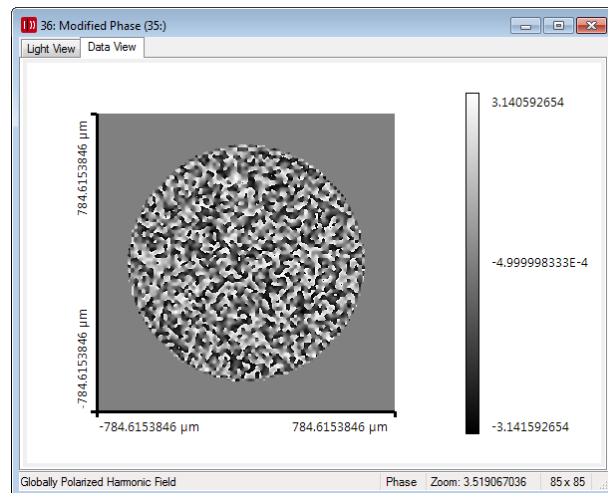 36: Modified Phase (35:)
Light View Data View
3.140592654
784.6153846 µm
-4.999998333E-4
-784.6153846 µm
-3.141592654
-784.6153846 µm 784.6153846 µm
Globally Polarized Harmonic Field Phase Zoom: 3.519067036 85 x 85